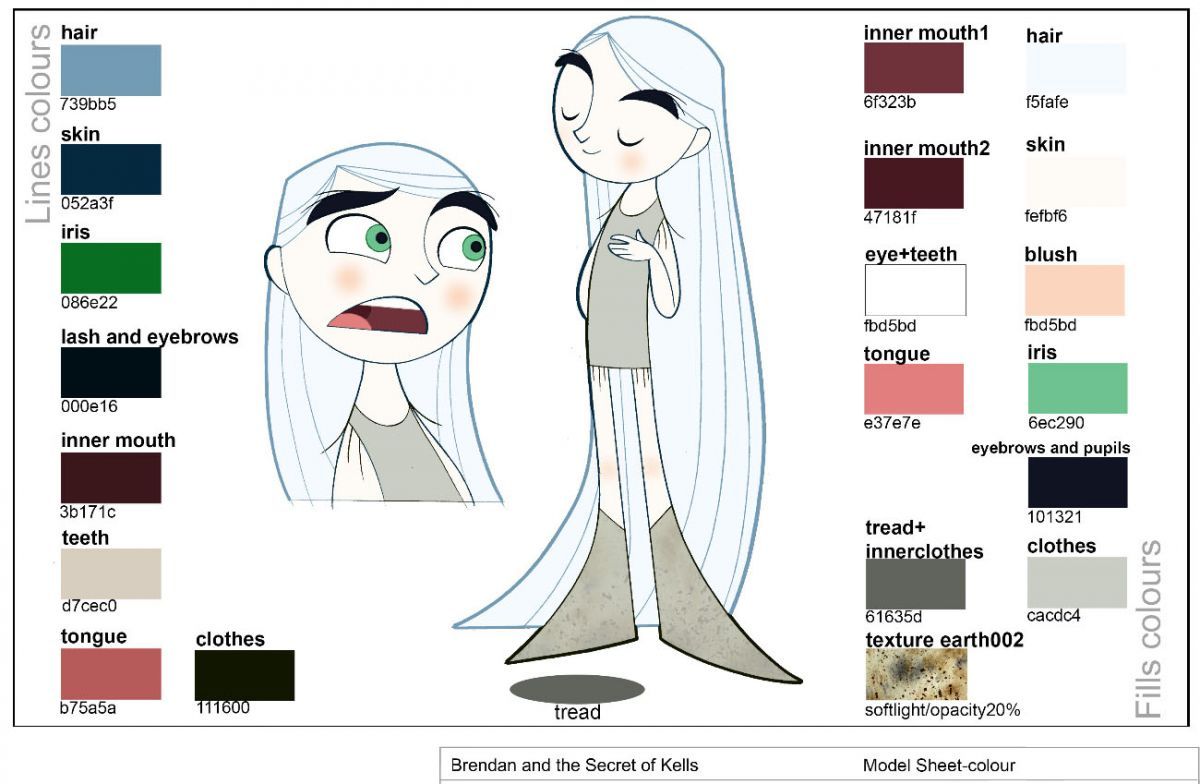 Lines colours
hair
739bb5
skin
052a3f
iris
086e22
lash and eyebrows
000e16
inner mouth
3b171c
teeth
d7cec0
tongue
b75a5a
clothes
111600
tread
inner mouth1
6f323b
inner mouth2
47181f
eye+teeth
fbd5bd
tongue
e37e7e
tread+
innerclothes
61635d
texture earth002
softlight/opacity20%
hair
f5fafe
skin
fefbf6
blush
fbd5bd
iris
6ec290
eyebrows and pupils
101321
clothes
cacdc4
Fills colours
Brendan and the Secret of Kells
Model Sheet-colour